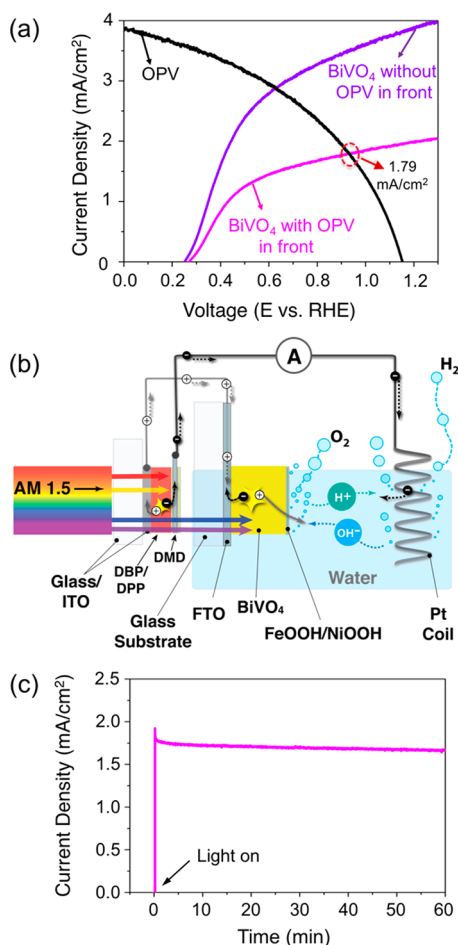 (a)
Current Density (mA/cm²)
4
3
2
1
0
OPV
BiVO₄ without
OPV in front
1.79
mA/cm²
BiVO₄ with OPV
in front
0.0 0.2 0.4 0.6 0.8 1.0 1.2
Voltage (E vs. RHE)
(b)
A
H₂
O₂
AM 1.5
H+
OH⁻
Glass/
ITO
DBP/
DPP
DMD
Glass
Substrate
FTO
BiVO₄
FeOOH/NiOOH
Water
Pt
Coil
(c)
Current Density (mA/cm²)
2.5
2.0
1.5
1.0
0.5
0.0
Light on
0 10 20 30 40 50 60
Time (min)